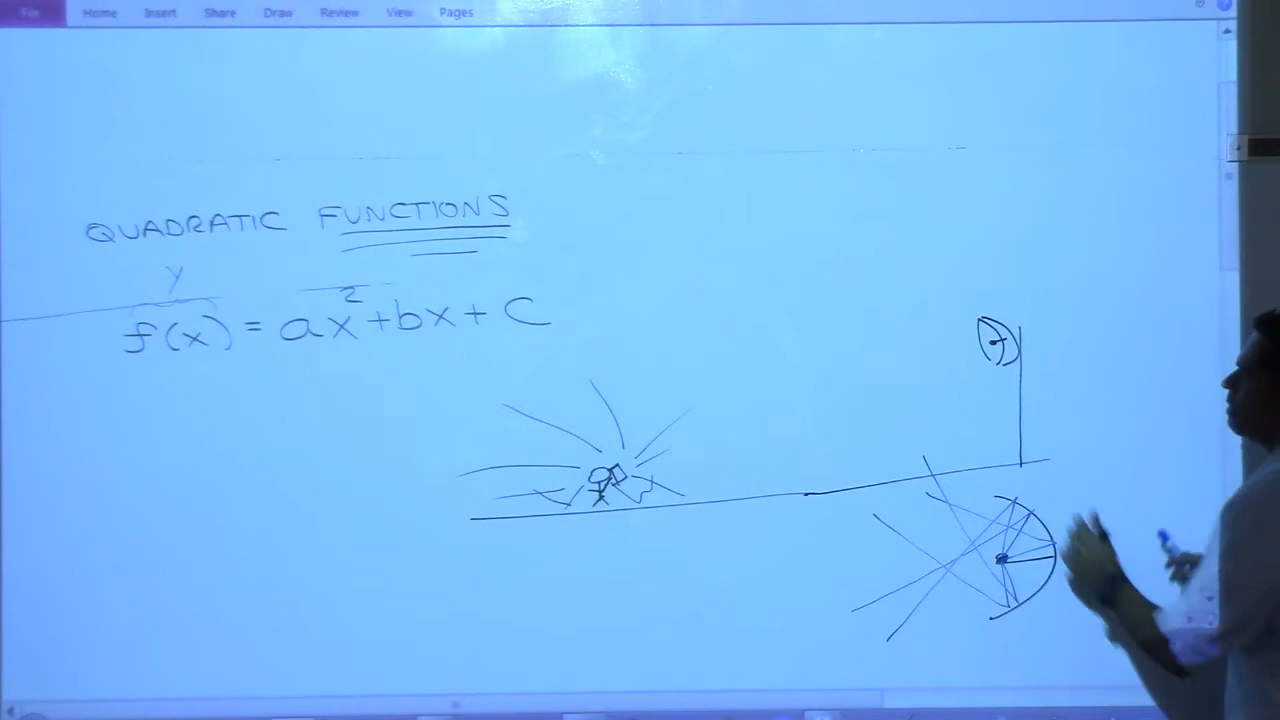 File Home Insert Share Draw Review View Pages
QUADRATIC FUNCTIONS
y
f(x) = ax²+bx+c